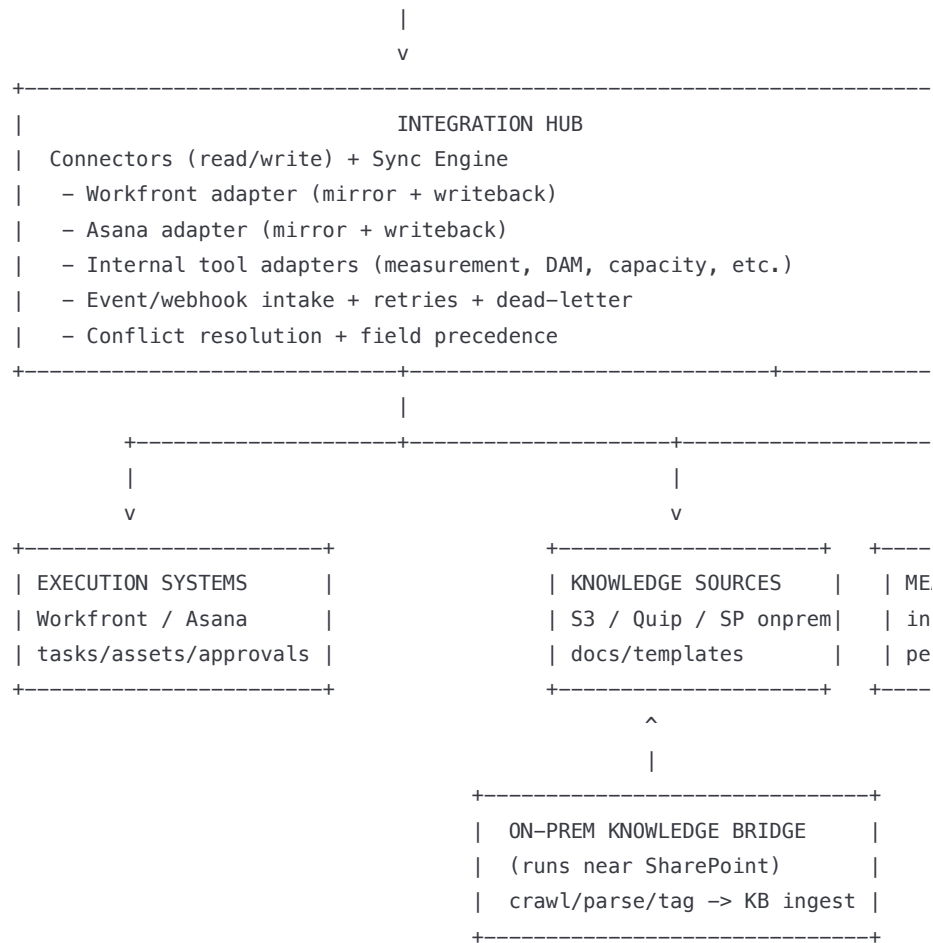 INTEGRATION HUB
Connectors (read/write) + Sync Engine
– Workfront adapter (mirror + writeback)
– Asana adapter (mirror + writeback)
– Internal tool adapters (measurement, DAM, capacity, etc.)
– Event/webhook intake + retries + dead–letter
– Conflict resolution + field precedence
EXECUTION SYSTEMS
Workfront / Asana
tasks/assets/approvals
KNOWLEDGE SOURCES
S3 / Quip / SP onprem
docs/templates
ON–PREM KNOWLEDGE BRIDGE
(runs near SharePoint)
crawl/parse/tag –> KB ingest